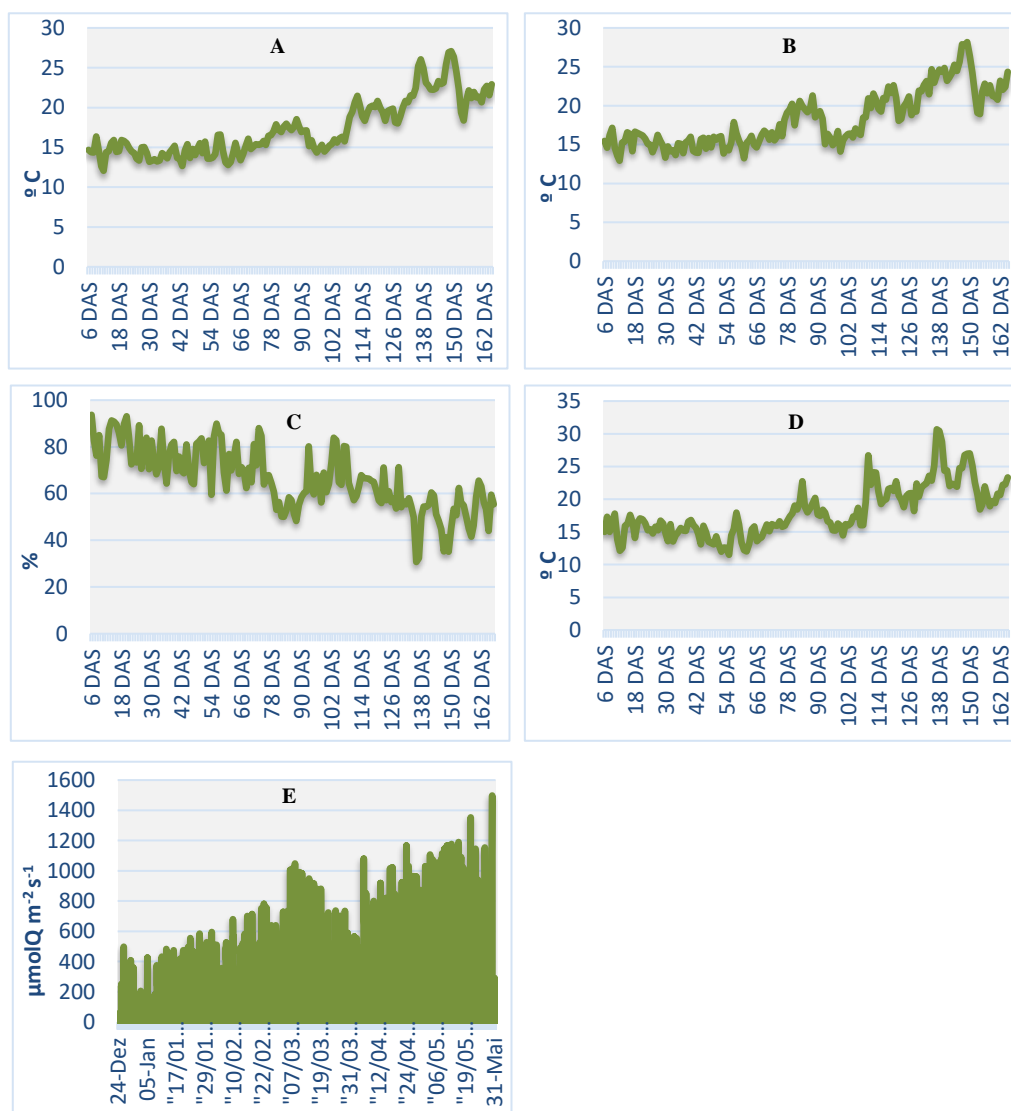 A
30
25
20
15
10
5
0
º C
6 DAS
18 DAS
30 DAS
42 DAS
54 DAS
66 DAS
78 DAS
90 DAS
102 DAS
114 DAS
126 DAS
138 DAS
150 DAS
162 DAS
B
30
25
20
15
10
5
0
º C
6 DAS
18 DAS
30 DAS
42 DAS
54 DAS
66 DAS
78 DAS
90 DAS
102 DAS
114 DAS
126 DAS
138 DAS
150 DAS
162 DAS
C
100
80
60
40
20
0
%
6 DAS
18 DAS
30 DAS
42 DAS
54 DAS
66 DAS
78 DAS
90 DAS
102 DAS
114 DAS
126 DAS
138 DAS
150 DAS
162 DAS
D
35
30
25
20
15
10
5
0
º C
6 DAS
18 DAS
30 DAS
42 DAS
54 DAS
66 DAS
78 DAS
90 DAS
102 DAS
114 DAS
126 DAS
138 DAS
150 DAS
162 DAS
E
1600
1400
1200
1000
800
600
400
200
0
µmolQ m⁻² s⁻¹
24-Dez
05-Jan
"17/01...
"29/01...
"10/02...
"22/02...
"07/03...
"19/03...
"31/03...
"12/04...
"24/04...
"06/05...
"19/05...
31-Mai